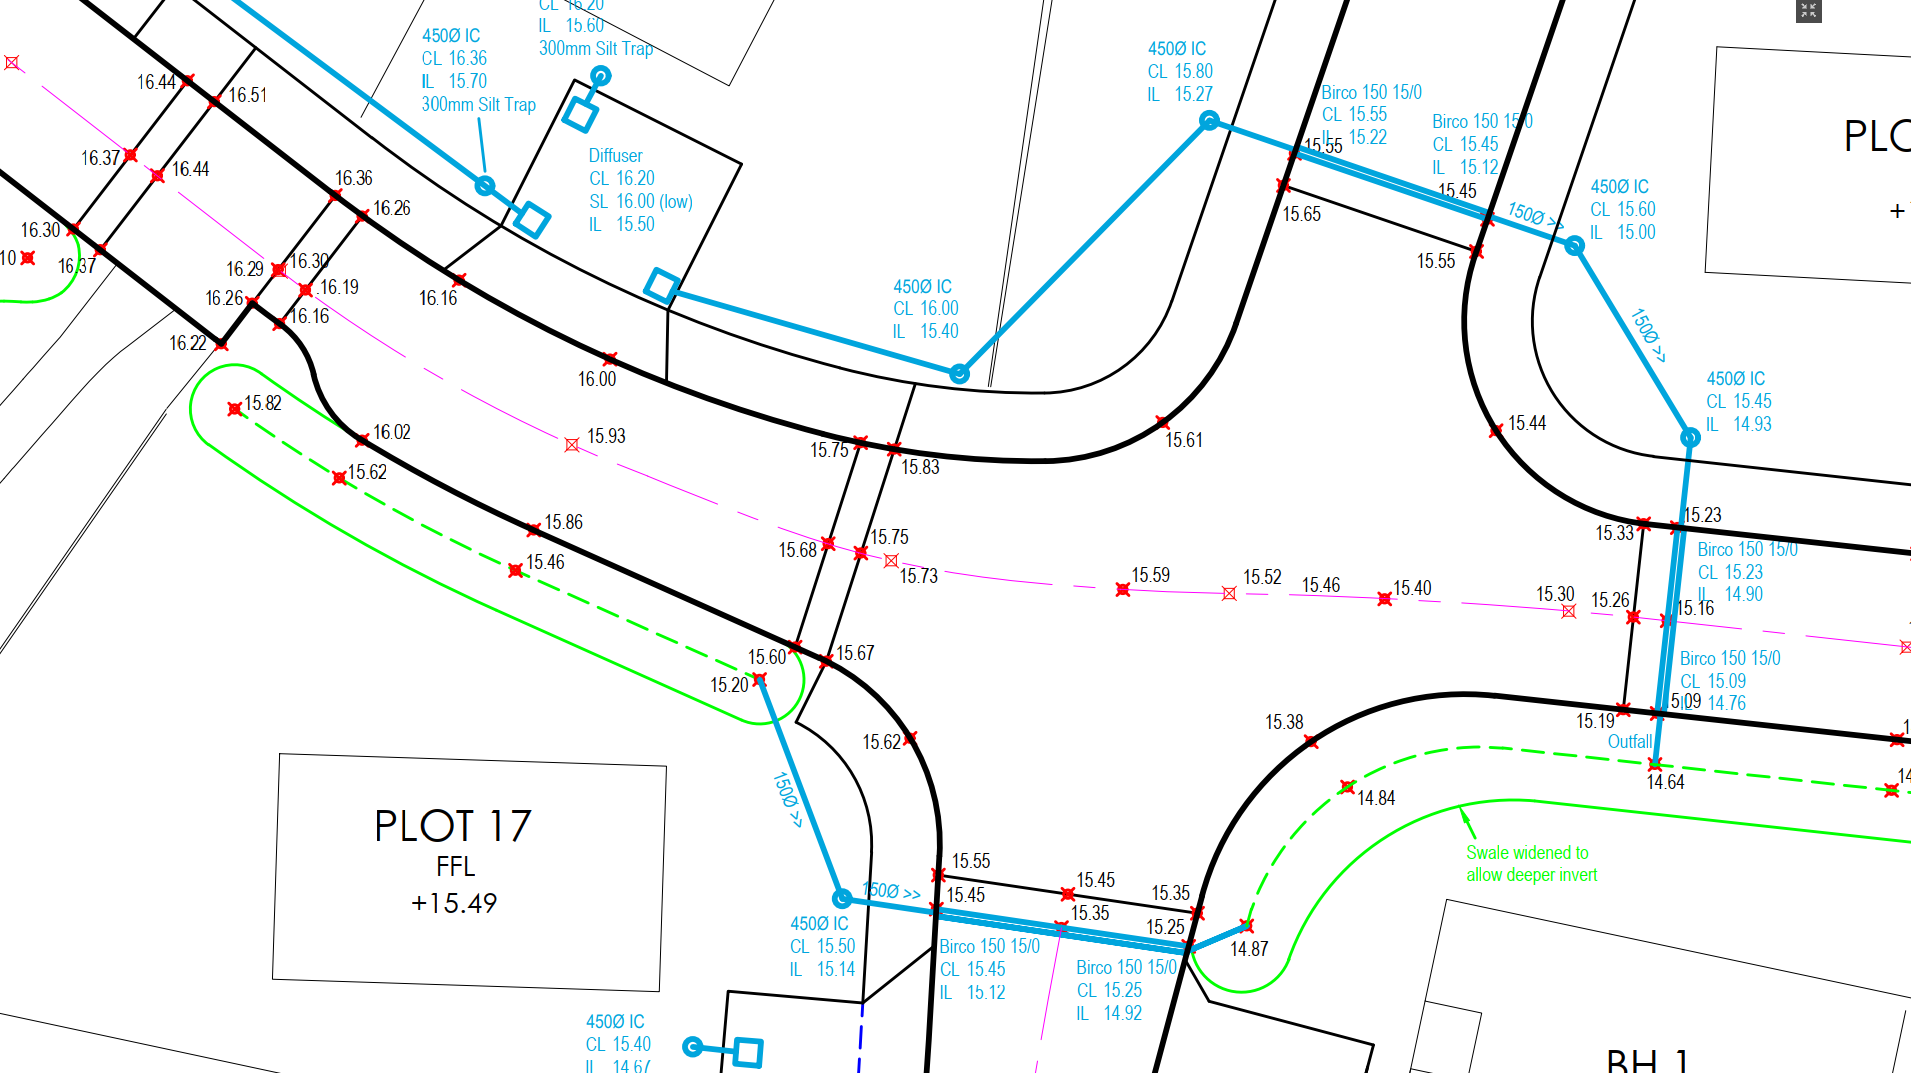 CL 16.20
IL 15.60
300mm Silt Trap
450Ø IC
CL 16.36
IL 15.70
300mm Silt Trap
450Ø IC
CL 15.80
IL 15.27
Birco 150 15/0
CL 15.55
IL 15.22
Birco 150 15/0
CL 15.45
IL 15.12
16.44
16.51
16.37
16.44
16.36
16.26
Diffuser
CL 16.20
SL 16.00 (low)
IL 15.50
15.55
15.45
15.65
15.55
150Ø >>
450Ø IC
CL 15.60
IL 15.00
16.30
10
16.37
16.29
16.30
16.26
16.19
16.16
16.22
16.16
450Ø IC
CL 16.00
IL 15.40
150Ø >>
16.00
450Ø IC
CL 15.45
IL 14.93
15.82
16.02
15.93
15.75
15.83
15.61
15.44
15.62
15.86
15.46
15.68
15.75
15.73
15.33
15.23
Birco 150 15/0
CL 15.23
IL 14.90
15.59
15.52
15.46
15.40
15.30
15.26
15.16
15.60
15.67
15.20
Birco 150 15/0
CL 15.09
IL 14.76
5.09
15.19
15.62
15.38
Outfall
14.64
14.84
150Ø >>
PLOT 17
FFL
+15.49
Swale widened to
allow deeper invert
15.55
15.45
15.35
150Ø >>
15.45
15.35
15.25
14.87
450Ø IC
CL 15.50
IL 15.14
Birco 150 15/0
CL 15.45
IL 15.12
Birco 150 15/0
CL 15.25
IL 14.92
450Ø IC
CL 15.40
IL 14.67
BH 1